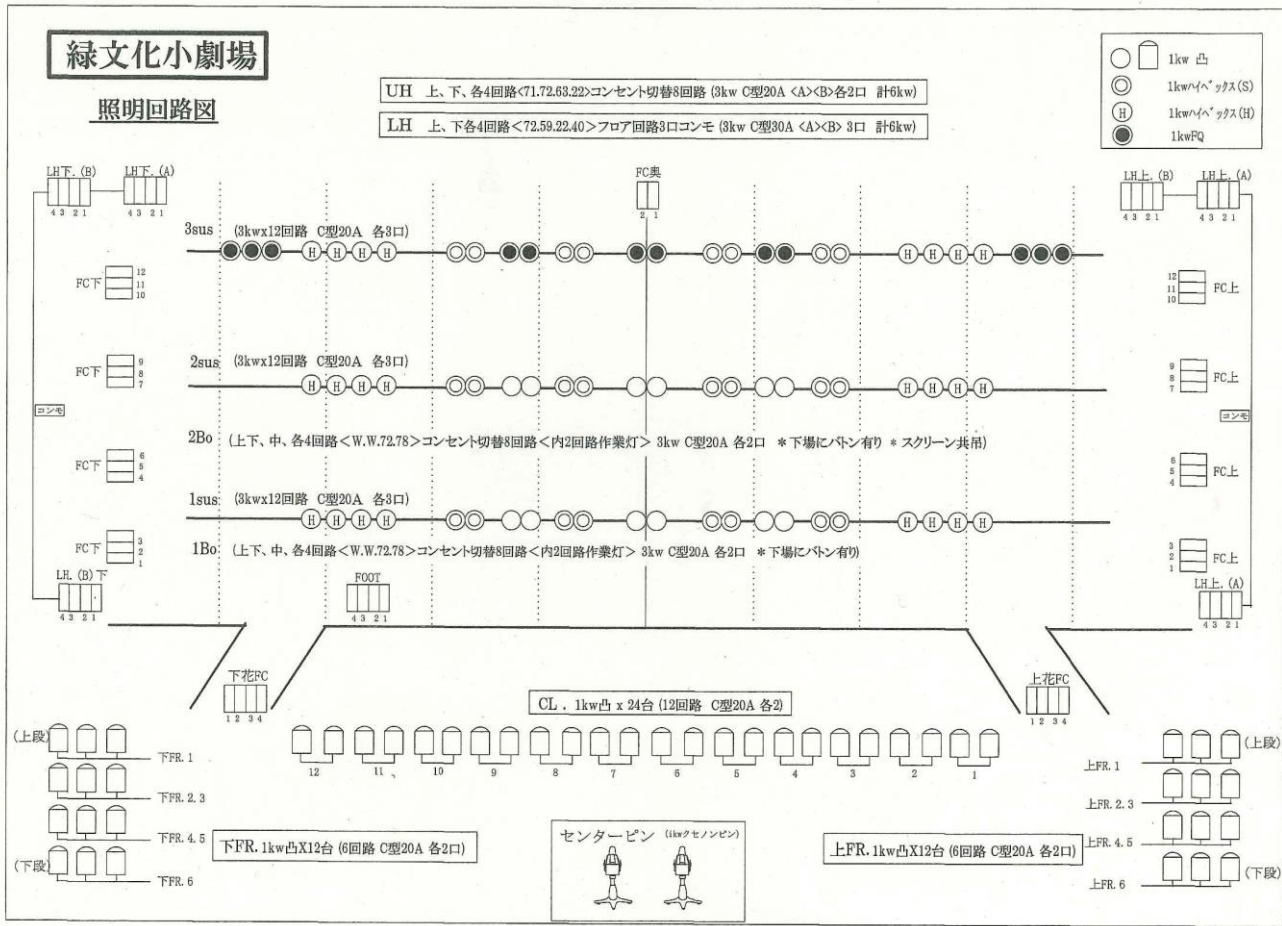 緑文化小劇場
照明回路図
UH 上、下、各4回路<71.72.63.22>コンセント切替8回路 (3kw C型20A <A><B>各2口 計6kw)
LH 上、下各4回路<72.59.22.40>フロア回路3口コンモ (3kw C型30A <A><B> 3口 計6kw)
1kw 凸
1kwハイベックス(S)
H 1kwハイベックス(H)
1kwFQ
LH下. (B) LH下. (A)
4 3 2 1 4 3 2 1
FC奥
2 1
LH上. (B) LH上. (A)
4 3 2 1 4 3 2 1
3sus (3kwx12回路 C型20A 各3口)
H H H H H H H H
FC下 12 11 10
12 11 10 FC上
2sus (3kwx12回路 C型20A 各3口)
FC下 9 8 7
9 8 7 FC上
H H H H H H H H
コンモ
コンモ
2Bo (上下、中、各4回路<W.W.72.78>コンセント切替8回路<内2回路作業灯> 3kw C型20A 各2口 *下場にバトン有り * スクリーン共吊)
FC下 6 5 4
6 5 4 FC上
1sus (3kwx12回路 C型20A 各3口)
H H H H H H H H
FC下 3 2 1
3 2 1 FC上
1Bo (上下、中、各4回路<W.W.72.78>コンセント切替8回路<内2回路作業灯> 3kw C型20A 各2口 *下場にバトン有り)
LH. (B)下
4 3 2 1
FOOT
4 3 2 1
LH上. (A)
4 3 2 1
下花FC
1 2 3 4
上花FC
1 2 3 4
CL . 1kw凸 x 24台 (12回路 C型20A 各2)
12 11 10 9 8 7 6 5 4 3 2 1
(上段)
下FR. 1
下FR. 2. 3
下FR. 4. 5
(下段)
下FR. 6
下FR. 1kw凸X12台 (6回路 C型20A 各2口)
センターピン (1kwクセノンピン)
上FR. 1kw凸X12台 (6回路 C型20A 各2口)
(上段)
上FR. 1
上FR. 2. 3
上FR. 4. 5
(下段)
上FR. 6